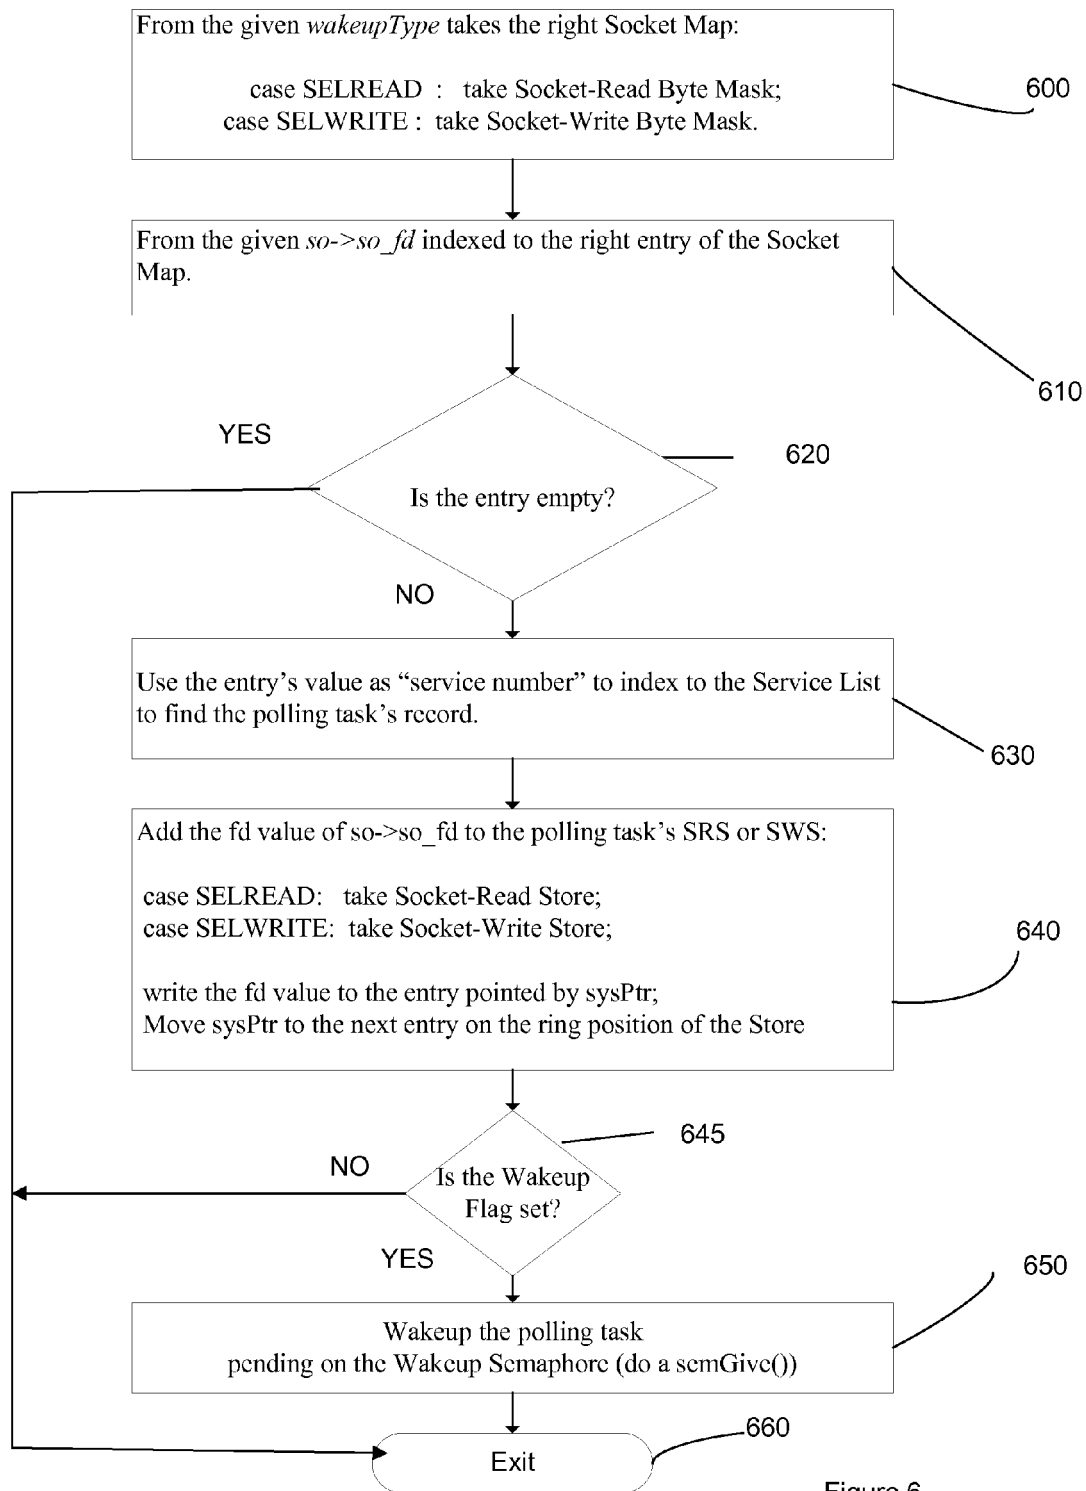 From the given wakeupType takes the right Socket Map:
case SELREAD : take Socket-Read Byte Mask;
case SELWRITE : take Socket-Write Byte Mask.
600
From the given so->so_fd indexed to the right entry of the Socket
Map.
610
YES
620
Is the entry empty?
NO
Use the entry's value as “service number” to index to the Service List
to find the polling task's record.
630
Add the fd value of so->so_fd to the polling task's SRS or SWS:
case SELREAD: take Socket-Read Store;
case SELWRITE: take Socket-Write Store;
640
write the fd value to the entry pointed by sysPtr;
Move sysPtr to the next entry on the ring position of the Store
645
NO
Is the Wakeup
Flag set?
YES
650
Wakeup the polling task
pending on the Wakeup Semaphore (do a semGive())
660
Exit
Figure 6